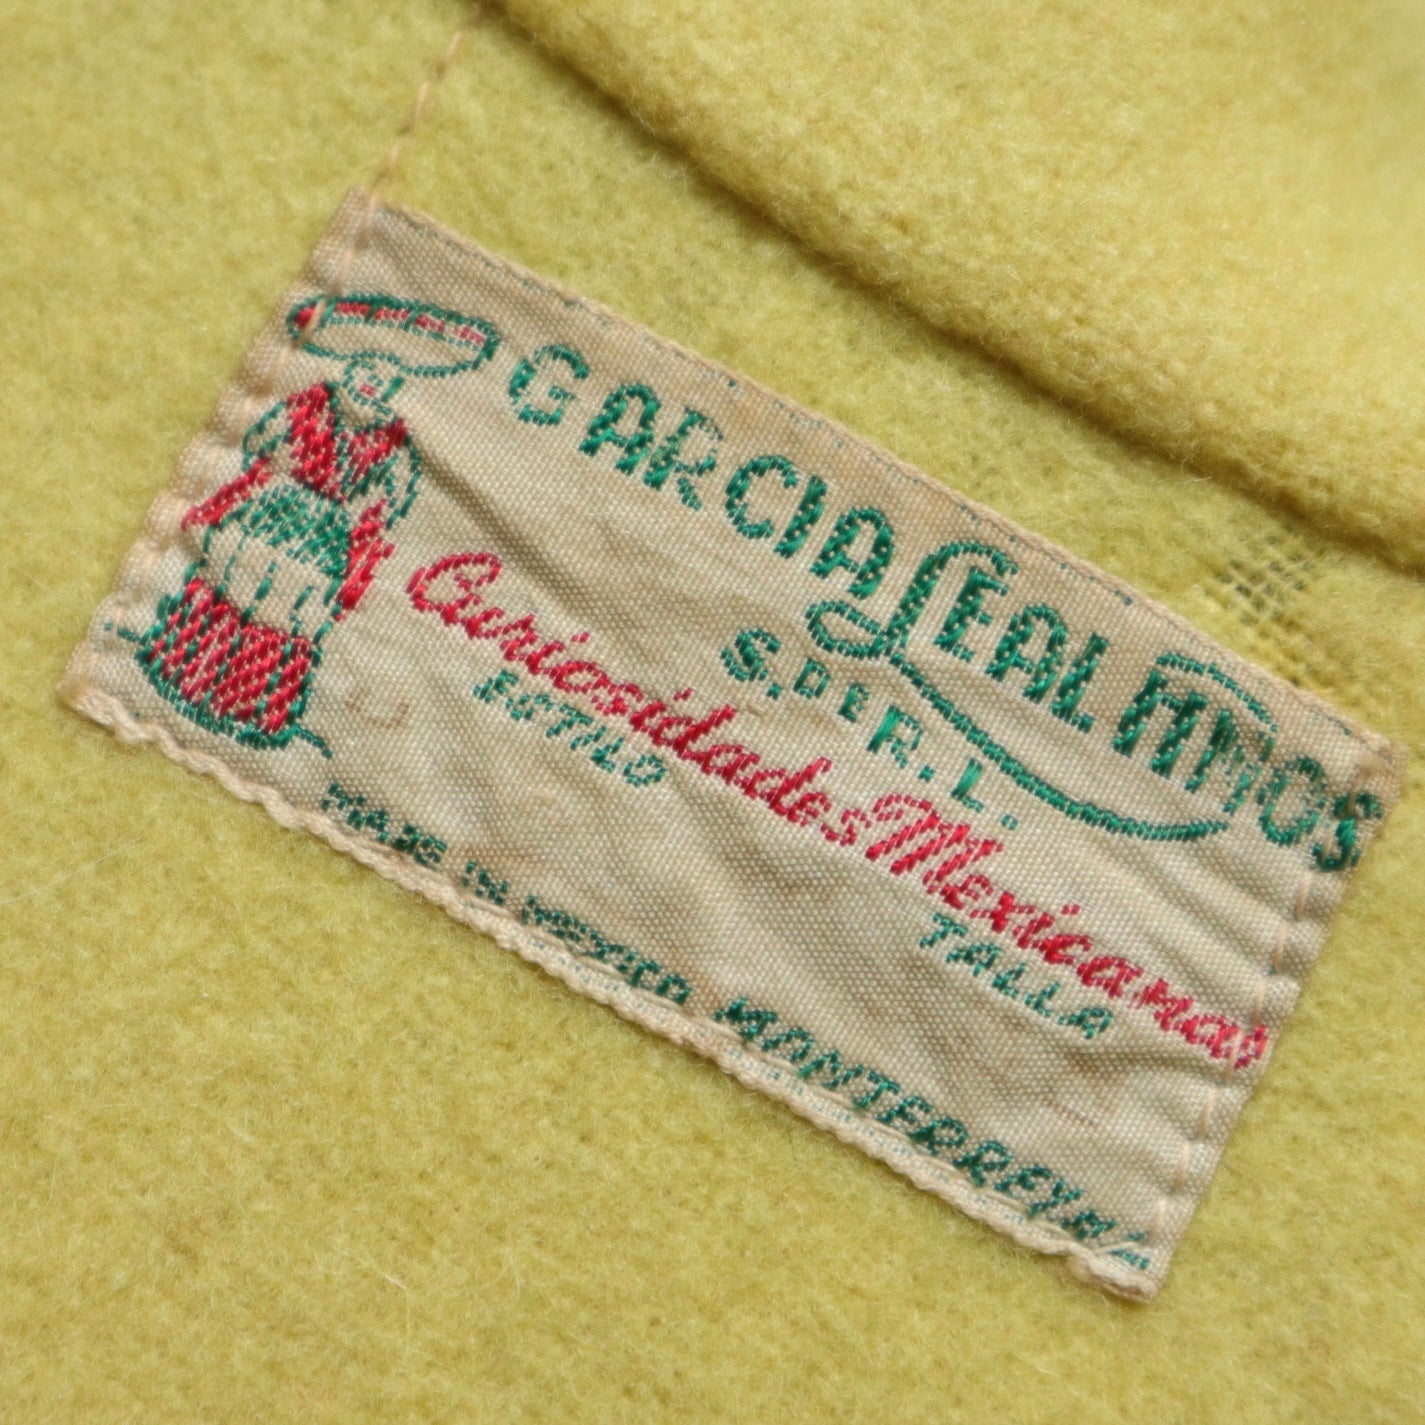 GARCIA LEAL HNOS
S. DE R. L.
Curiosidades Mexicanas
ESTILO TALLA
MADE IN MEXICO MONTERREY N.L.